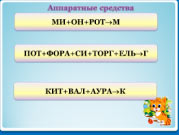 Аппаратные средства
МИ+ОН+РОТ→М
ПОТ+ФОРА+СИ+ТОРГ+ЕЛЬ→Г
КИТ+ВАЛ+АУРА→К